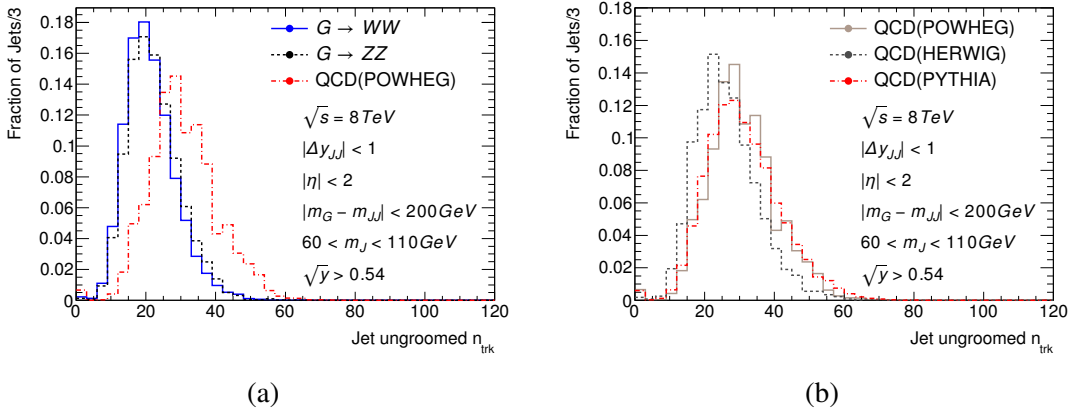 Fraction of Jets/3
0.18
0.16
0.14
0.12
0.1
0.08
0.06
0.04
0.02
0
G → WW
G → ZZ
QCD(POWHEG)
√s = 8 TeV
|Δy_JJ| < 1
|η| < 2
|m_G − m_JJ| < 200 GeV
60 < m_J < 110 GeV
√y > 0.54
0 20 40 60 80 100 120
Jet ungroomed n_trk
(a)
Fraction of Jets/3
0.18
0.16
0.14
0.12
0.1
0.08
0.06
0.04
0.02
0
QCD(POWHEG)
QCD(HERWIG)
QCD(PYTHIA)
√s = 8 TeV
|Δy_JJ| < 1
|η| < 2
|m_G − m_JJ| < 200 GeV
60 < m_J < 110 GeV
√y > 0.54
0 20 40 60 80 100 120
Jet ungroomed n_trk
(b)